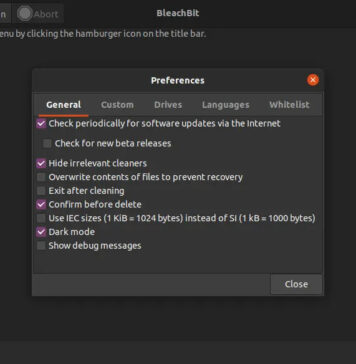 n Abort BleachBit
enu by clicking the hamburger icon on the title bar.
Preferences
General Custom Drives Languages Whitelist
Check periodically for software updates via the Internet
Check for new beta releases
Hide irrelevant cleaners
Overwrite contents of files to prevent recovery
Exit after cleaning
Confirm before delete
Use IEC sizes (1 KiB = 1024 bytes) instead of SI (1 kB = 1000 bytes)
Dark mode
Show debug messages
Close